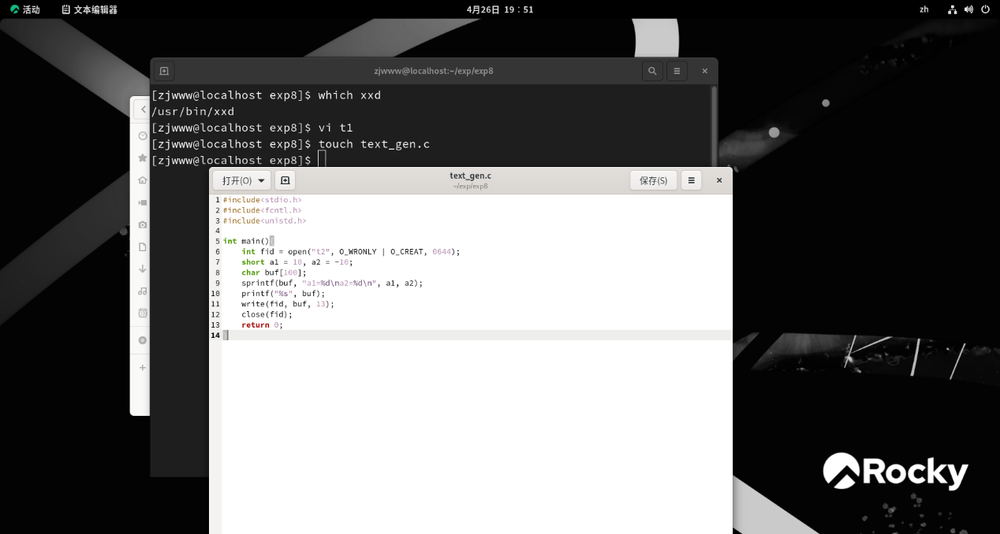 活动
文本编辑器
4月26日 19：51
zh
zjwww@localhost:~/exp/exp8
[zjwww@localhost exp8]$ which xxd
/usr/bin/xxd
[zjwww@localhost exp8]$ vi t1
[zjwww@localhost exp8]$ touch text_gen.c
[zjwww@localhost exp8]$
打开(O)
text_gen.c
~/exp/exp8
保存(S)
1 #include<stdio.h>
2 #include<fcntl.h>
3 #include<unistd.h>
4
5 int main(){
6     int fid = open("t2", O_WRONLY | O_CREAT, 0644);
7     short a1 = 10, a2 = -10;
8     char buf[100];
9     sprintf(buf, "a1=%d\na2=%d\n", a1, a2);
10     printf("%s", buf);
11     write(fid, buf, 13);
12     close(fid);
13     return 0;
14 }
Rocky